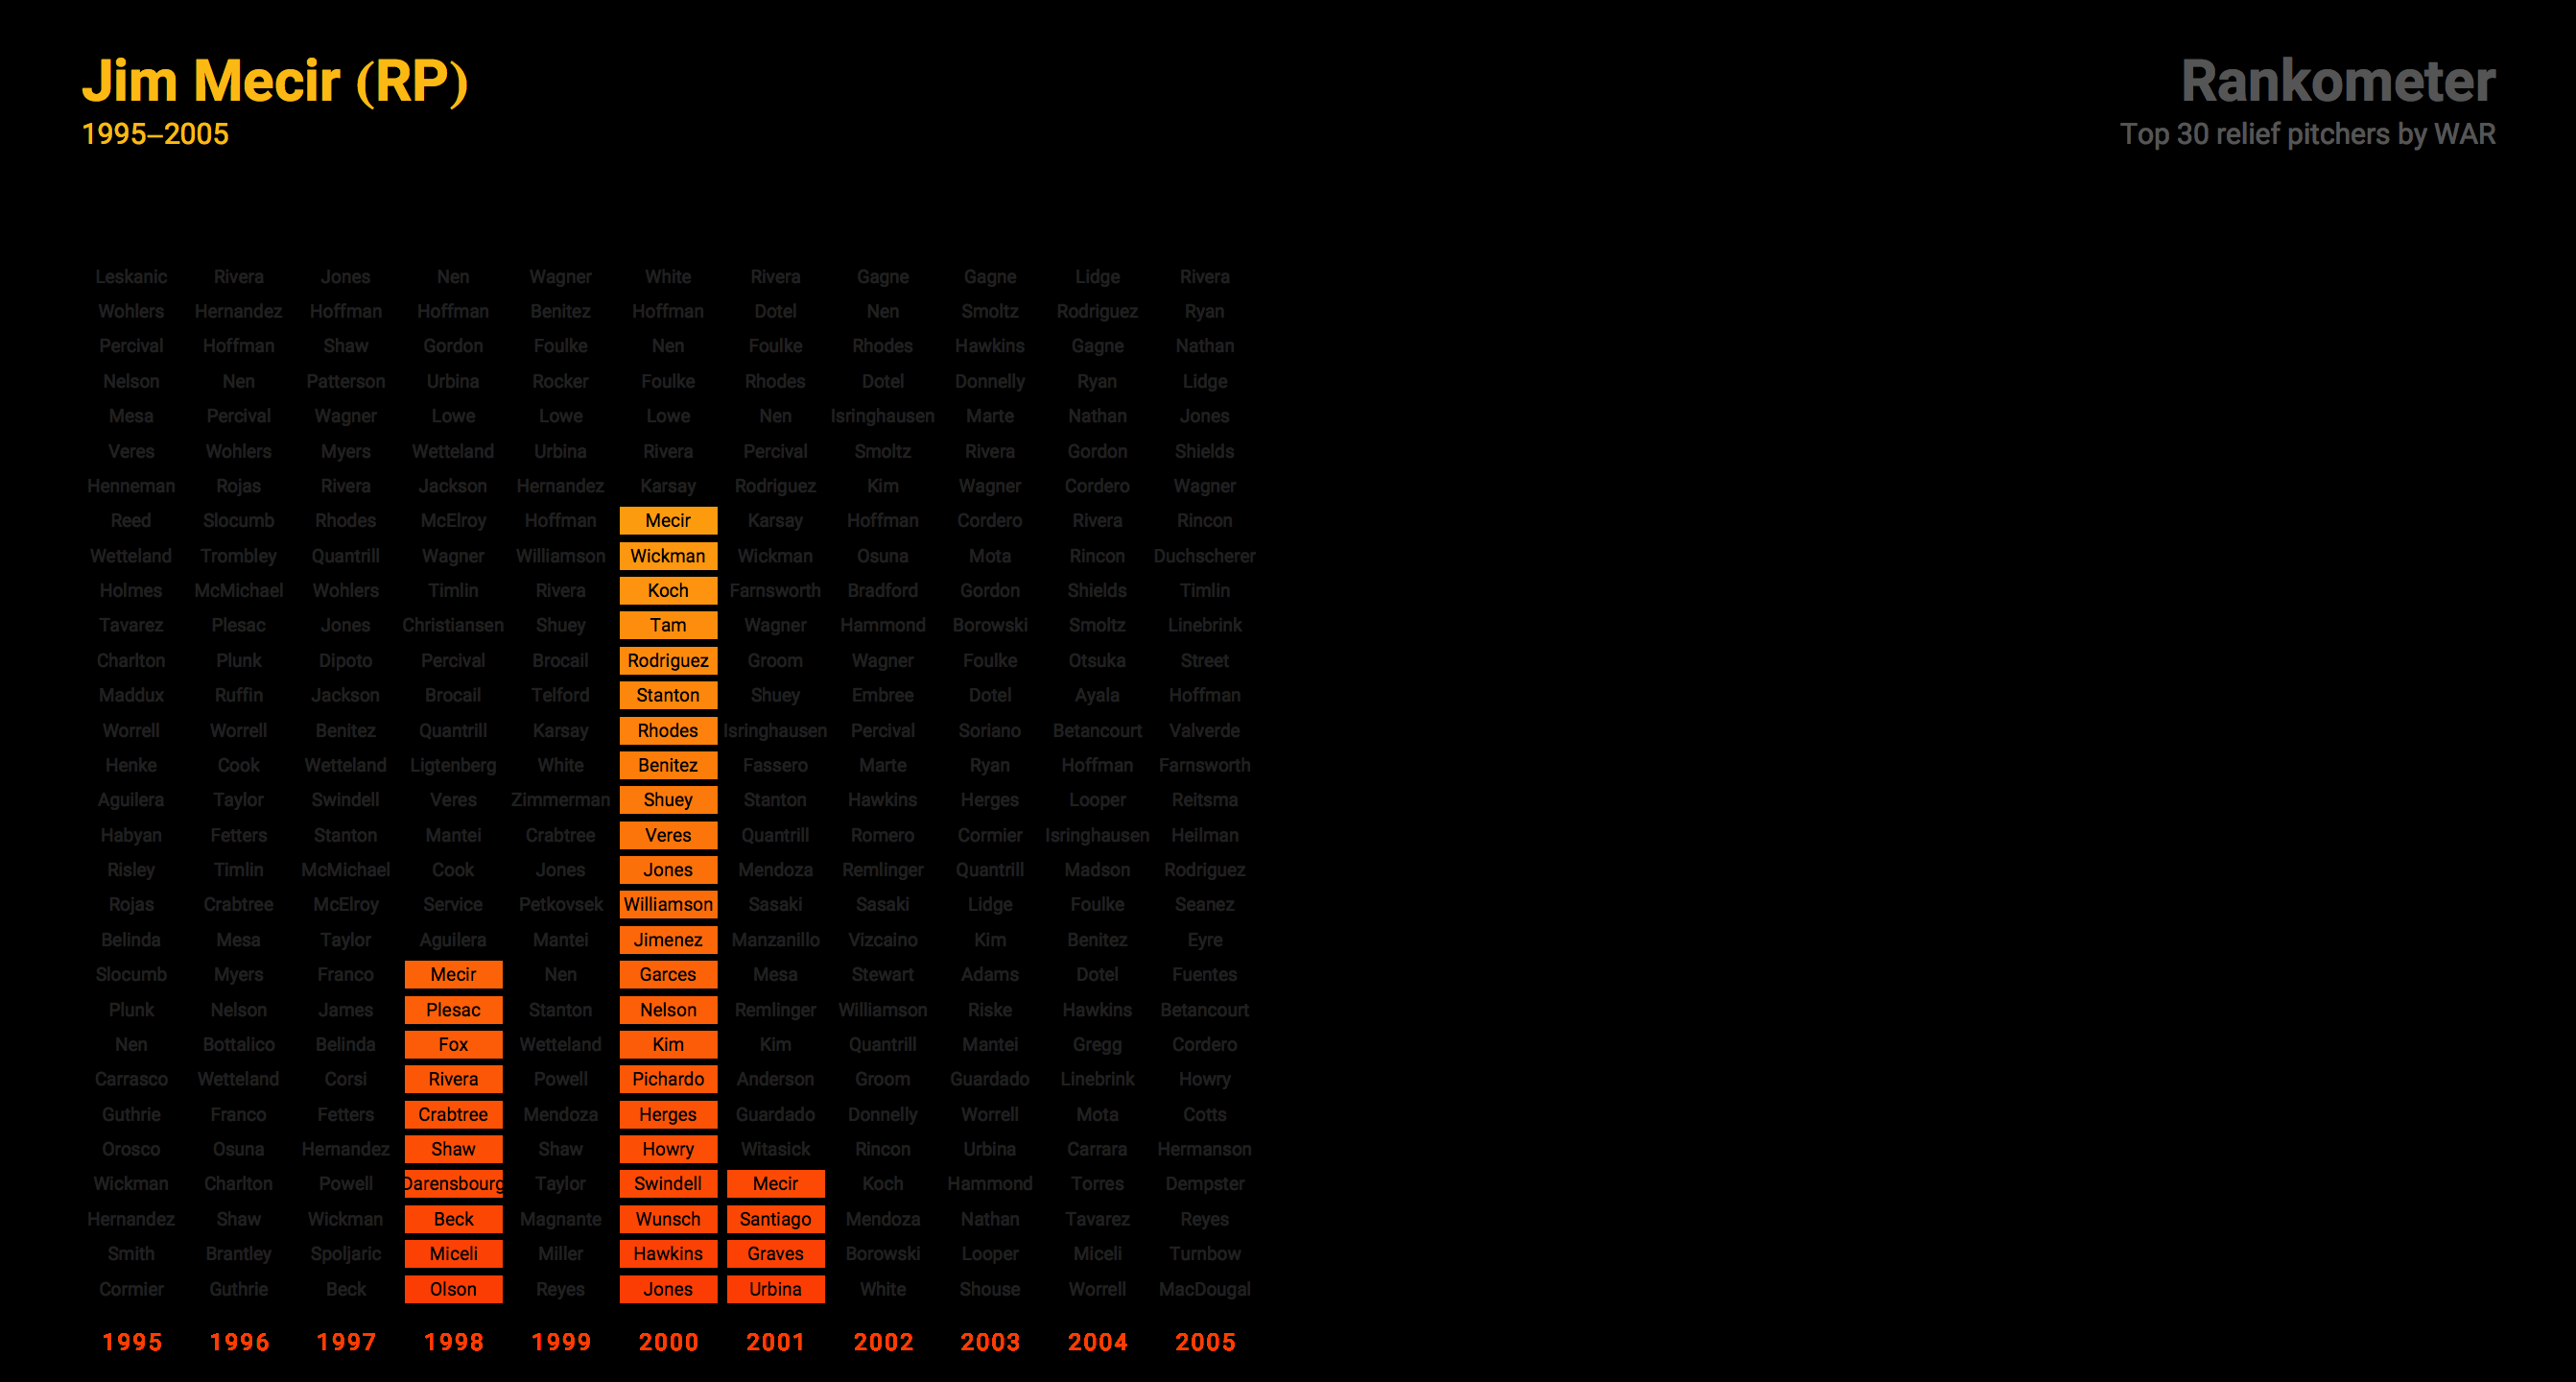 Jim Mecir (RP)
1995–2005
Rankometer
Top 30 relief pitchers by WAR
Leskanic Rivera Jones Nen Wagner White Rivera Gagne Gagne Lidge Rivera
Wohlers Hernandez Hoffman Hoffman Benitez Hoffman Dotel Nen Smoltz Rodriguez Ryan
Percival Hoffman Shaw Gordon Foulke Nen Foulke Rhodes Hawkins Gagne Nathan
Nelson Nen Patterson Urbina Rocker Foulke Rhodes Dotel Donnelly Ryan Lidge
Mesa Percival Wagner Lowe Lowe Lowe Nen Isringhausen Marte Nathan Jones
Veres Wohlers Myers Wetteland Urbina Rivera Percival Smoltz Rivera Gordon Shields
Henneman Rojas Rivera Jackson Hernandez Karsay Rodriguez Kim Wagner Cordero Wagner
Reed Slocumb Rhodes McElroy Hoffman Mecir Karsay Hoffman Cordero Rivera Rincon
Wetteland Trombley Quantrill Wagner Williamson Wickman Wickman Osuna Mota Rincon Duchscherer
Holmes McMichael Wohlers Timlin Rivera Koch Farnsworth Bradford Gordon Shields Timlin
Tavarez Plesac Jones Christiansen Shuey Tam Wagner Hammond Borowski Smoltz Linebrink
Charlton Plunk Dipoto Percival Brocail Rodriguez Groom Wagner Foulke Otsuka Street
Maddux Ruffin Jackson Brocail Telford Stanton Shuey Embree Dotel Ayala Hoffman
Worrell Worrell Benitez Quantrill Karsay Rhodes Isringhausen Percival Soriano Betancourt Valverde
Henke Cook Wetteland Ligtenberg White Benitez Fassero Marte Ryan Hoffman Farnsworth
Aguilera Taylor Swindell Veres Zimmerman Shuey Stanton Hawkins Herges Looper Reitsma
Habyan Fetters Stanton Mantei Crabtree Veres Quantrill Romero Cormier Isringhausen Heilman
Risley Timlin McMichael Cook Jones Jones Mendoza Remlinger Quantrill Madson Rodriguez
Rojas Crabtree McElroy Service Petkovsek Williamson Sasaki Sasaki Lidge Foulke Seanez
Belinda Mesa Taylor Aguilera Mantei Jimenez Manzanillo Vizcaino Kim Benitez Eyre
Slocumb Myers Franco Mecir Nen Garces Mesa Stewart Adams Dotel Fuentes
Plunk Nelson James Plesac Stanton Nelson Remlinger Williamson Riske Hawkins Betancourt
Nen Bottalico Belinda Fox Wetteland Kim Kim Quantrill Mantei Gregg Cordero
Carrasco Wetteland Corsi Rivera Powell Pichardo Anderson Groom Guardado Linebrink Howry
Guthrie Franco Fetters Crabtree Mendoza Herges Guardado Donnelly Worrell Mota Cotts
Orosco Osuna Hernandez Shaw Shaw Howry Witasick Rincon Urbina Carrara Hermanson
Wickman Charlton Powell Darensbourg Taylor Swindell Mecir Koch Hammond Torres Dempster
Hernandez Shaw Wickman Beck Magnante Wunsch Santiago Mendoza Nathan Tavarez Reyes
Smith Brantley Spoljaric Miceli Miller Hawkins Graves Borowski Looper Miceli Turnbow
Cormier Guthrie Beck Olson Reyes Jones Urbina White Shouse Worrell MacDougal
1995 1996 1997 1998 1999 2000 2001 2002 2003 2004 2005